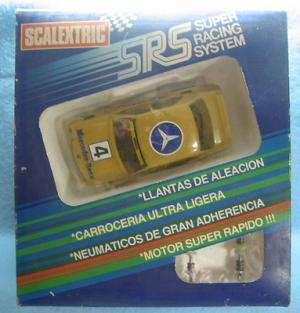 SCALEXTRIC
SRS
SUPER
RACING
SYSTEM
4
*LLANTAS DE ALEACION
*CARROCERIA ULTRA LIGERA
*NEUMATICOS DE GRAN ADHERENCIA
*MOTOR SUPER RAPIDO !!!